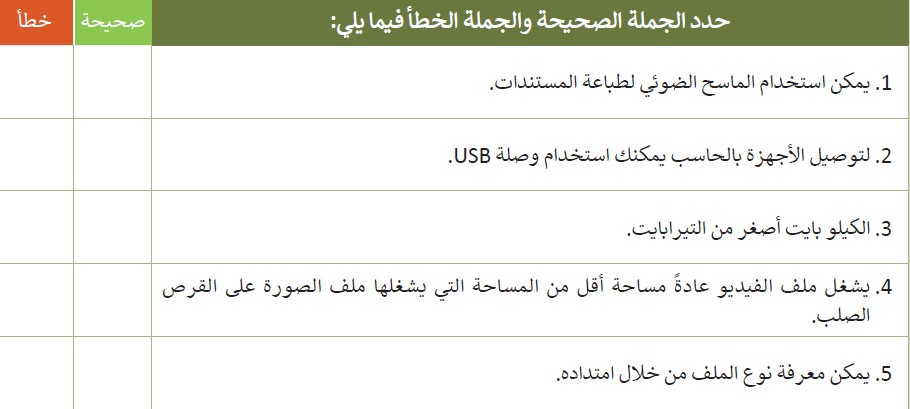 حدد الجملة الصحيحة والجملة الخطأ فيما يلي: صحيحة خطأ
1. يمكن استخدام الماسح الضوئي لطباعة المستندات.
2. لتوصيل الأجهزة بالحاسب يمكنك استخدام وصلة USB.
3. الكيلو بايت أصغر من التيرابايت.
4. يشغل ملف الفيديو عادةً مساحة أقل من المساحة التي يشغلها ملف الصورة على القرص
الصلب.
5. يمكن معرفة نوع الملف من خلال امتداده.